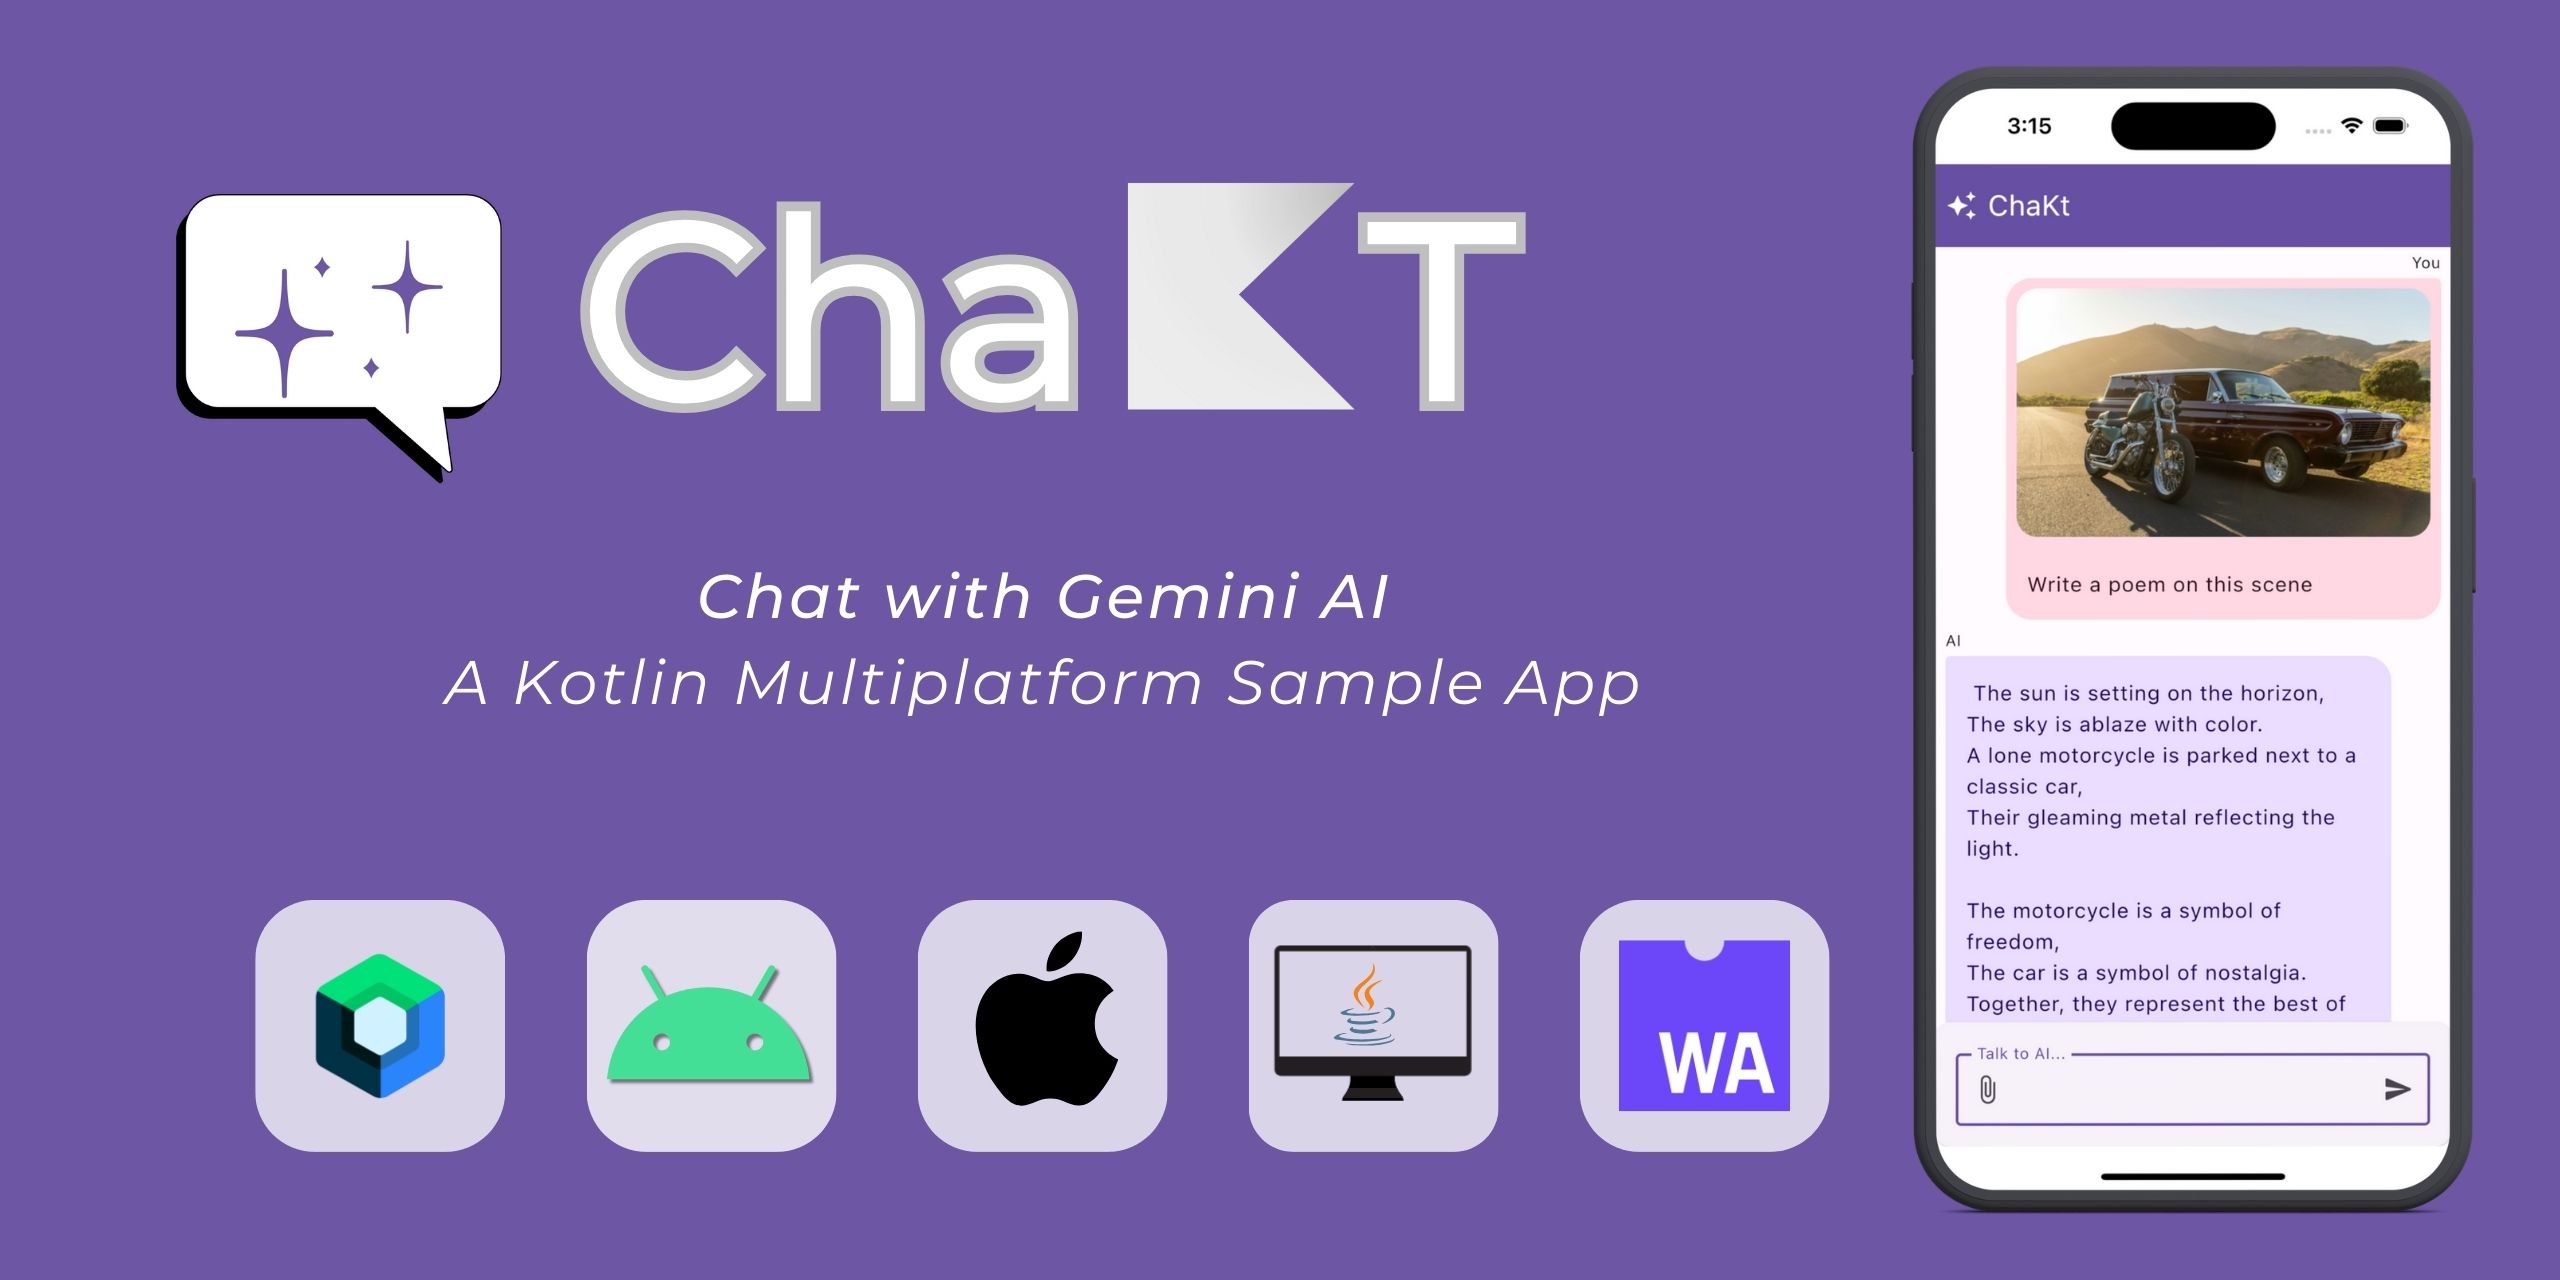 ChaKT
Chat with Gemini AI
A Kotlin Multiplatform Sample App
WA
3:15
ChaKt
You
Write a poem on this scene
AI
The sun is setting on the horizon,
The sky is ablaze with color.
A lone motorcycle is parked next to a
classic car,
Their gleaming metal reflecting the
light.
The motorcycle is a symbol of
freedom,
The car is a symbol of nostalgia.
Together, they represent the best of
Talk to AI...